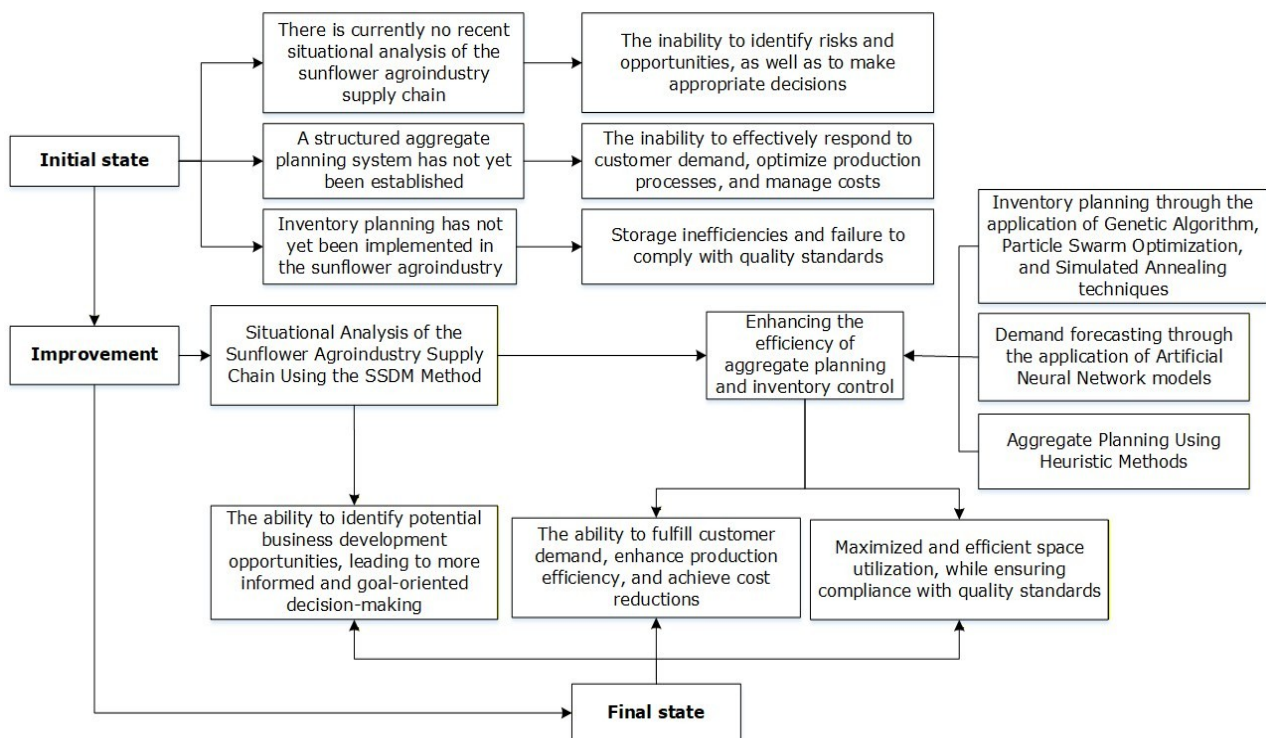 There is currently no recent
situational analysis of the
sunflower agroindustry
supply chain
The inability to identify risks and
opportunities, as well as to make
appropriate decisions
Initial state
A structured aggregate
planning system has not yet
been established
The inability to effectively respond to
customer demand, optimize production
processes, and manage costs
Inventory planning has not
yet been implemented in
the sunflower agroindustry
Storage inefficiencies and failure to
comply with quality standards
Inventory planning through the
application of Genetic Algorithm,
Particle Swarm Optimization,
and Simulated Annealing
techniques
Improvement
Situational Analysis of the
Sunflower Agroindustry Supply
Chain Using the SSDM Method
Enhancing the
efficiency of
aggregate planning
and inventory control
Demand forecasting through
the application of Artificial
Neural Network models
Aggregate Planning Using
Heuristic Methods
The ability to identify potential
business development
opportunities, leading to more
informed and goal-oriented
decision-making
The ability to fulfill customer
demand, enhance production
efficiency, and achieve cost
reductions
Maximized and efficient space
utilization, while ensuring
compliance with quality standards
Final state